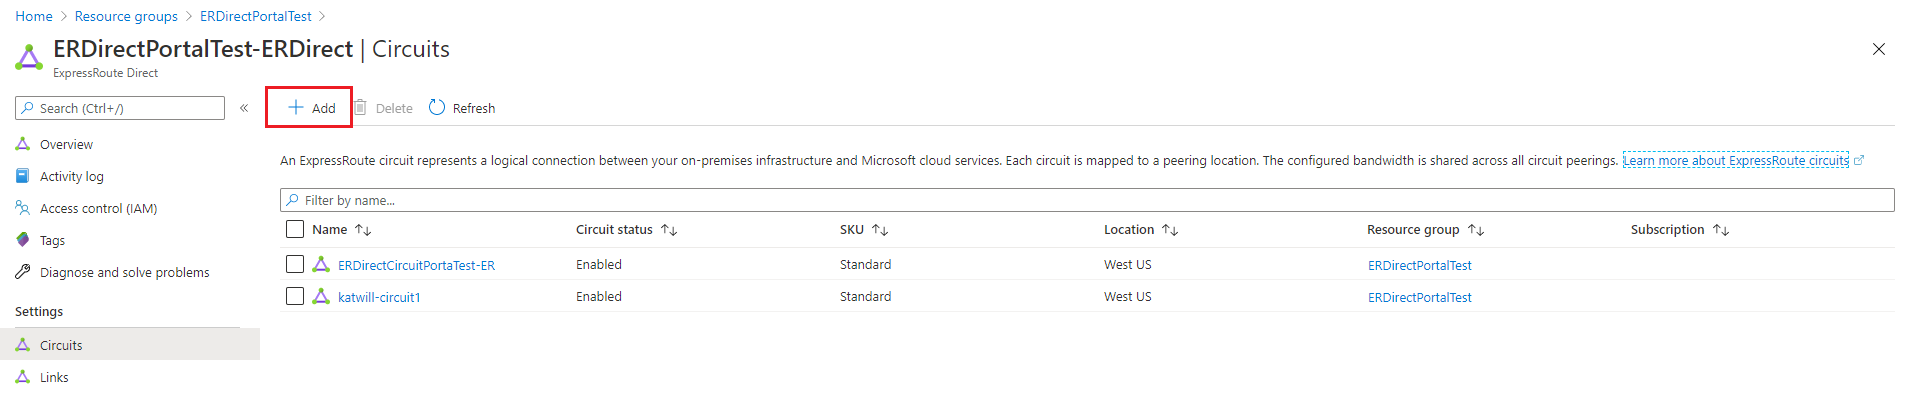 Home > Resource groups > ERDirectPortalTest >
ERDirectPortalTest-ERDirect | Circuits
ExpressRoute Direct
Search (Ctrl+/)
«
+ Add Delete Refresh
Overview
Activity log
Access control (IAM)
Tags
Diagnose and solve problems
Settings
Circuits
Links
An ExpressRoute circuit represents a logical connection between your on-premises infrastructure and Microsoft cloud services. Each circuit is mapped to a peering location. The configured bandwidth is shared across all circuit peerings. Learn more about ExpressRoute circuits
Filter by name...
Name ↑↓ Circuit status ↑↓ SKU ↑↓ Location ↑↓ Resource group ↑↓ Subscription ↑↓
ERDirectCircuitPortaTest-ER Enabled Standard West US ERDirectPortalTest
katwill-circuit1 Enabled Standard West US ERDirectPortalTest